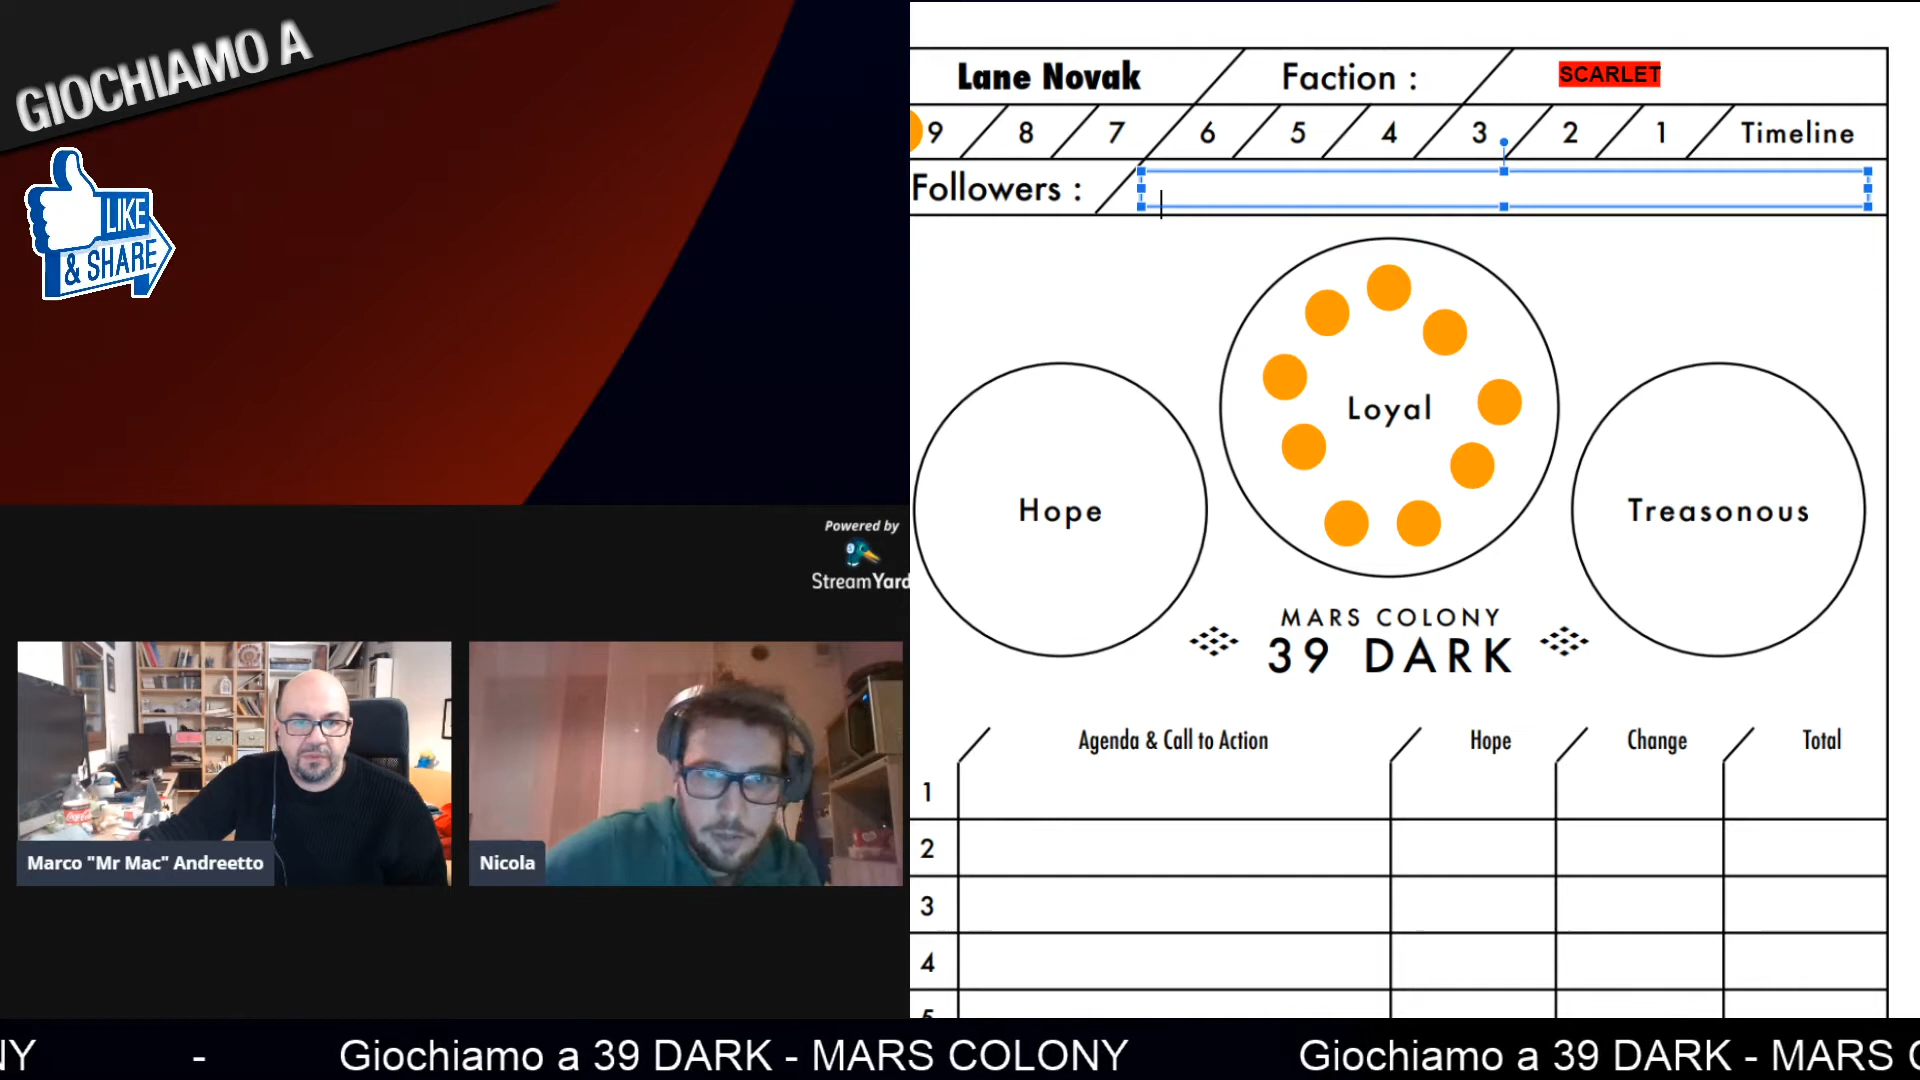 GIOCHIAMO A
LIKE
& SHARE
Powered by
StreamYard
Marco "Mr Mac" Andreetto
Nicola
Lane Novak
Faction :
SCARLET
9 8 7 6 5 4 3 2 1 Timeline
Followers :
Loyal
Hope
Treasonous
MARS COLONY
39 DARK
Agenda & Call to Action Hope Change Total
1
2
3
4
5
NY - Giochiamo a 39 DARK - MARS COLONY Giochiamo a 39 DARK - MARS C